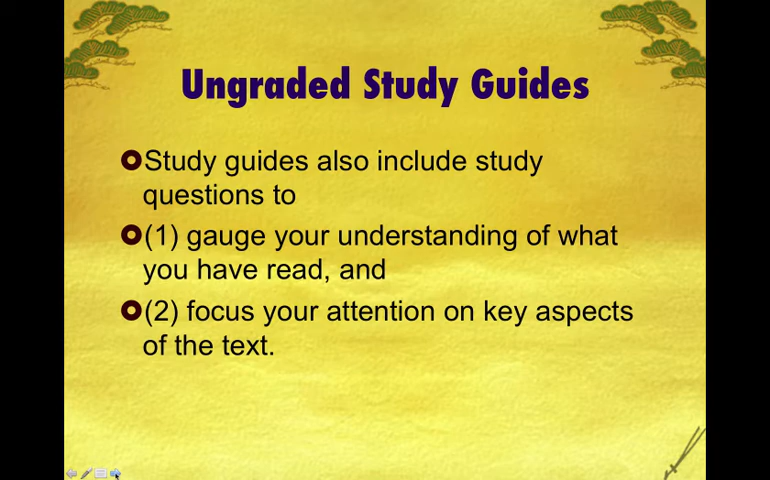 Ungraded Study Guides
Study guides also include study
questions to
(1) gauge your understanding of what
you have read, and
(2) focus your attention on key aspects
of the text.